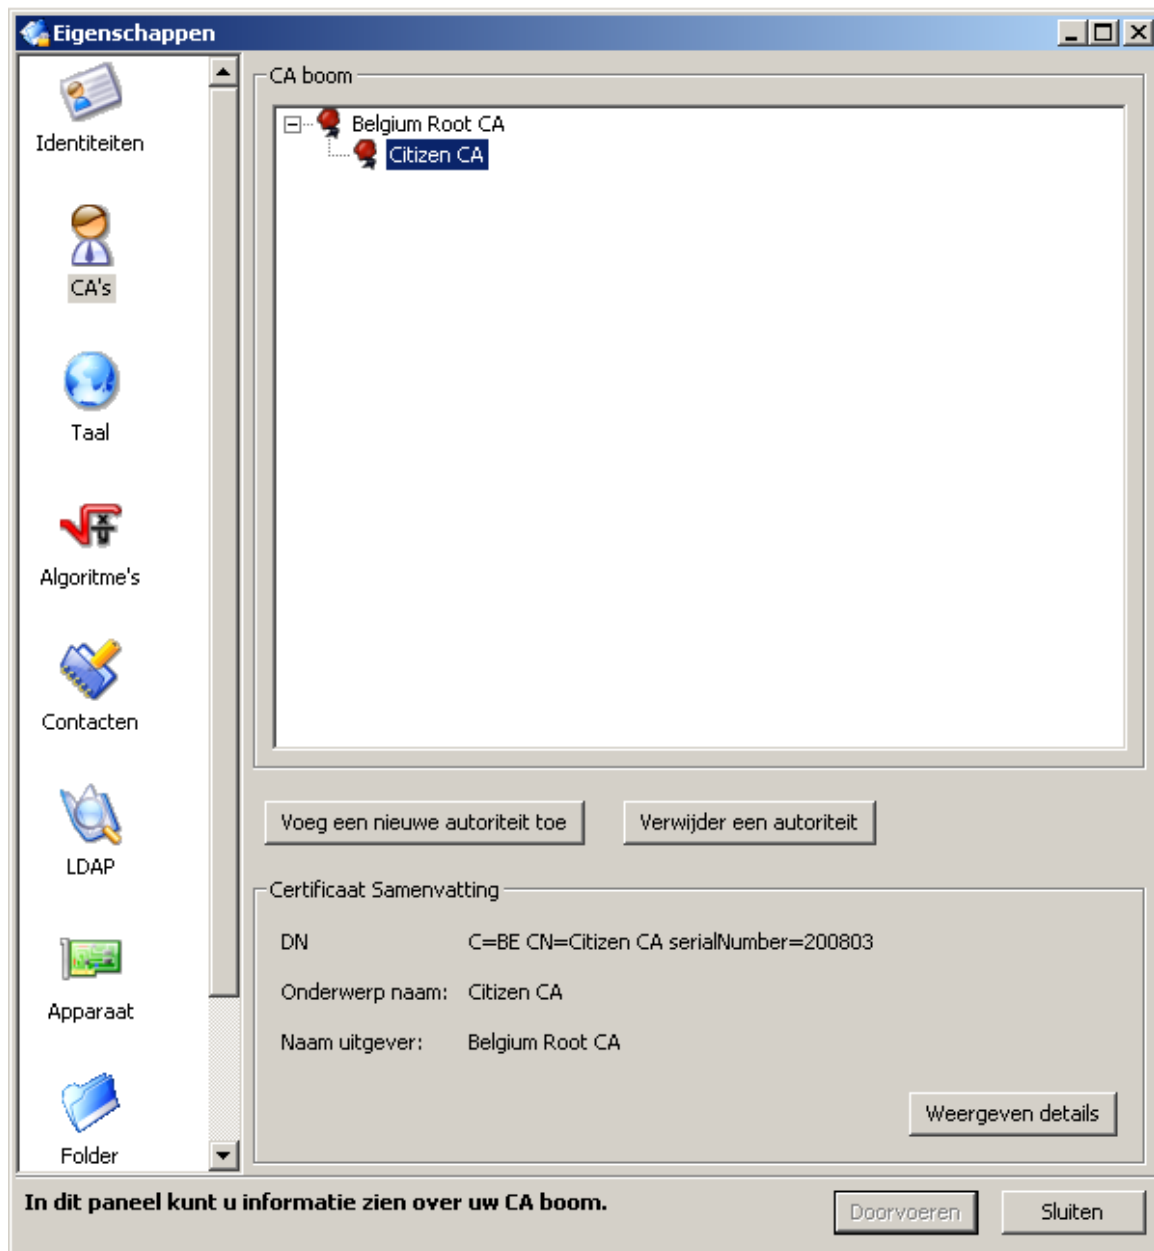 Eigenschappen
Identiteiten
CA's
Taal
Algoritme's
Contacten
LDAP
Apparaat
Folder
CA boom
Belgium Root CA
Citizen CA
Voeg een nieuwe autoriteit toe
Verwijder een autoriteit
Certificaat Samenvatting
DN C=BE CN=Citizen CA serialNumber=200803
Onderwerp naam: Citizen CA
Naam uitgever: Belgium Root CA
Weergeven details
In dit paneel kunt u informatie zien over uw CA boom.
Doorvoeren
Sluiten